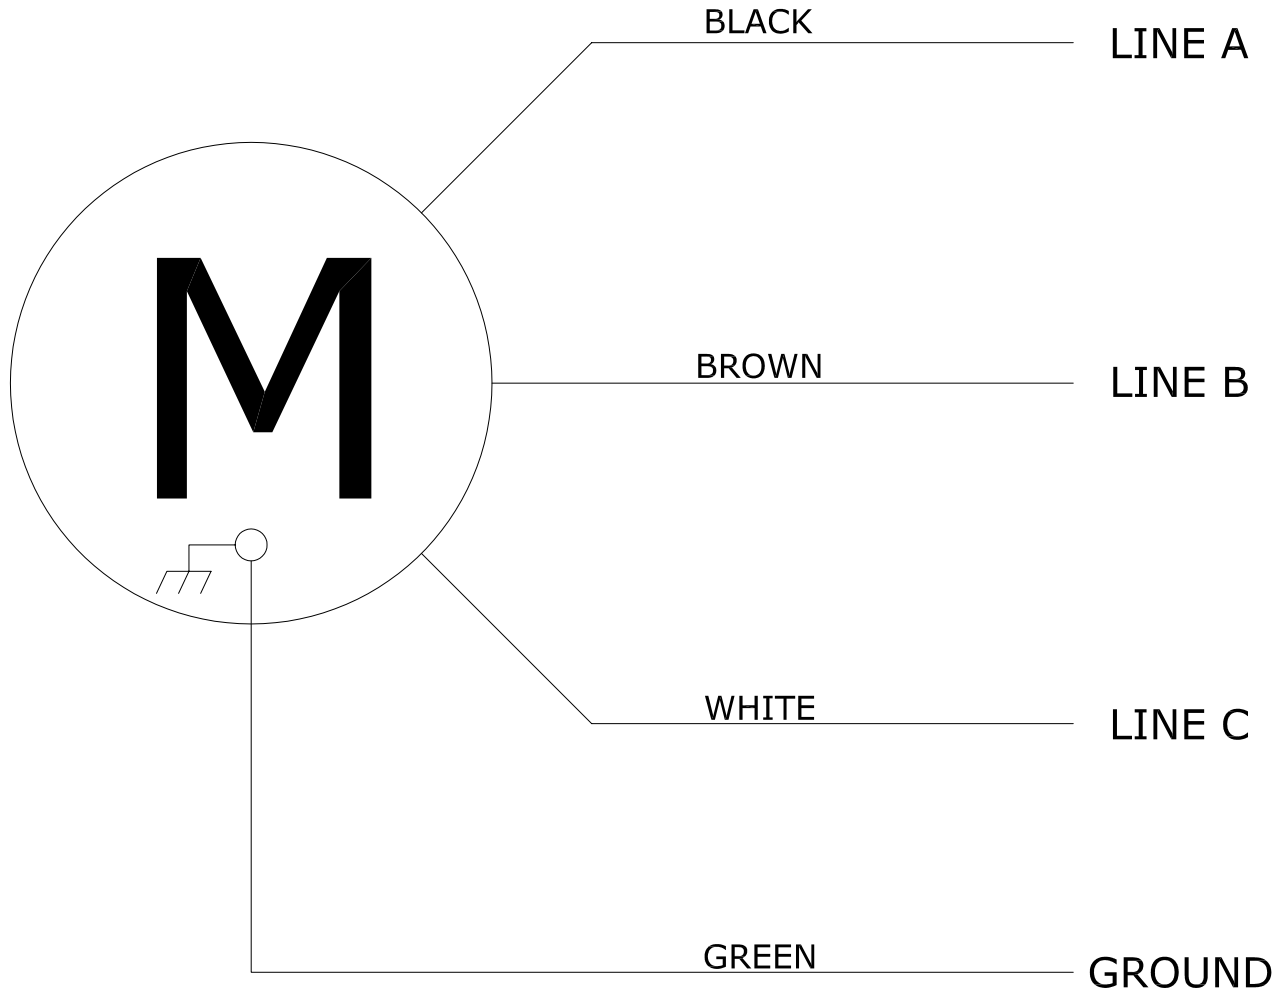 BLACK
LINE A
M
BROWN
LINE B
WHITE
LINE C
GREEN
GROUND